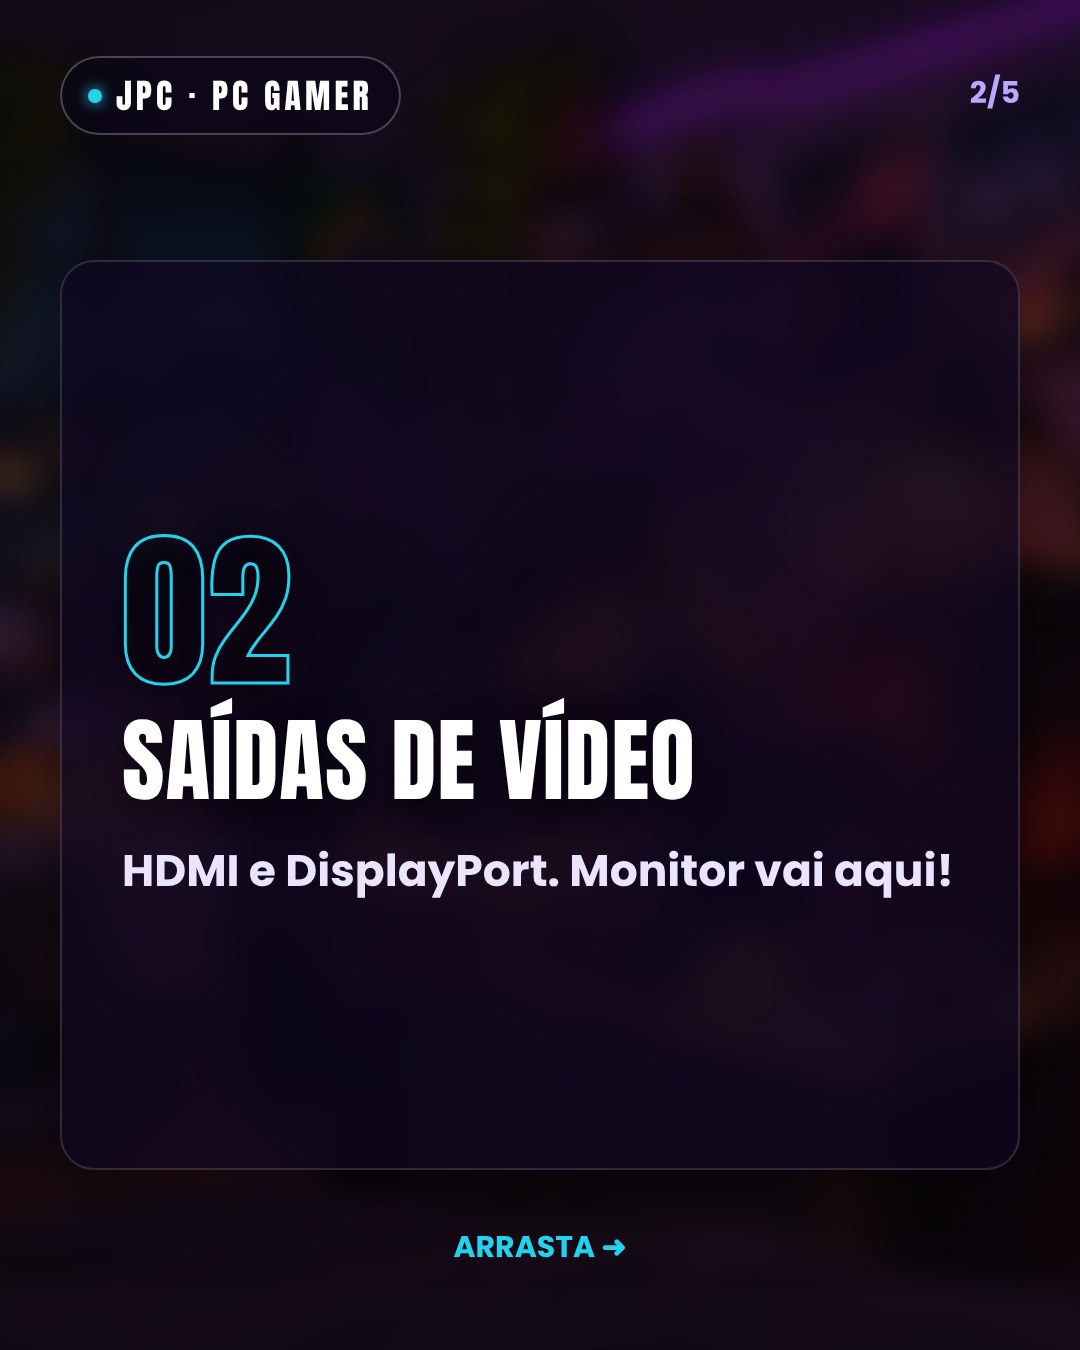 JPC · PC GAMER
2/5
02
SAÍDAS DE VÍDEO
HDMI e DisplayPort. Monitor vai aqui!
ARRASTA ➜